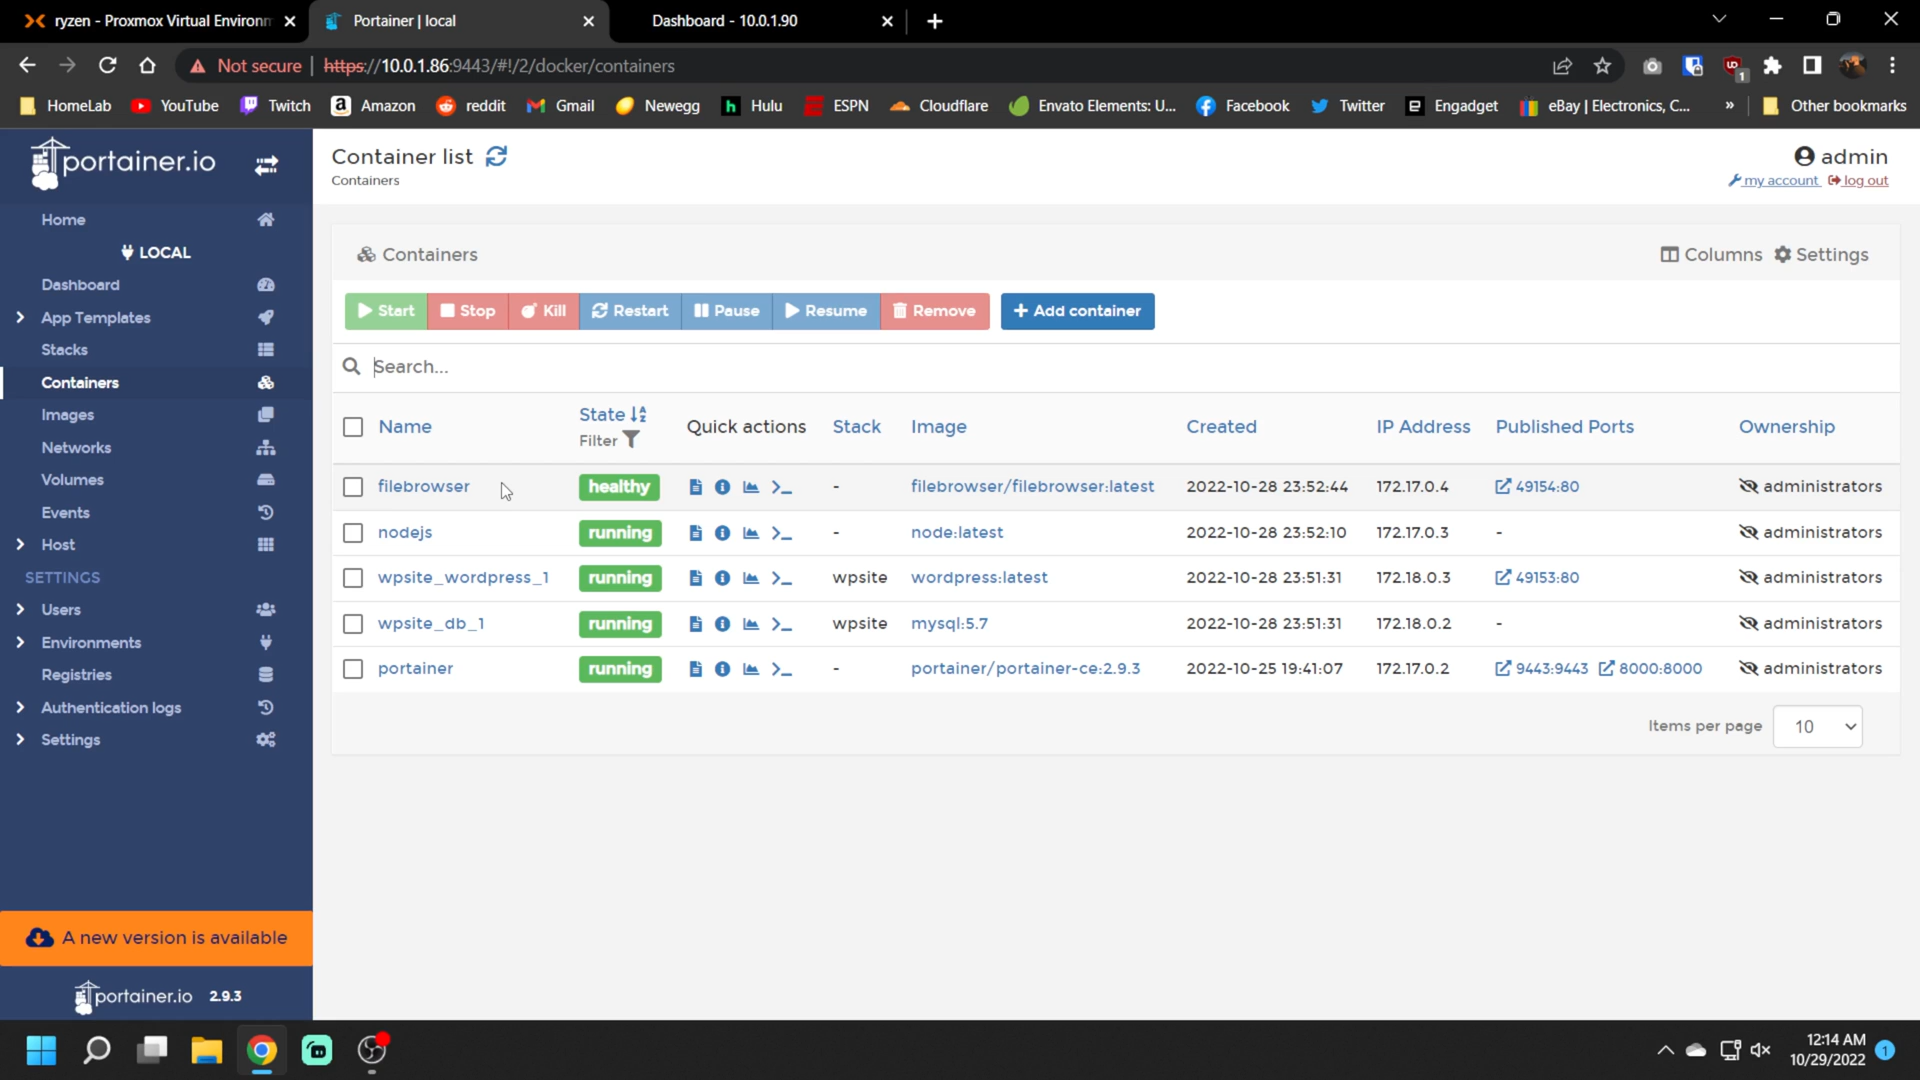 ryzen - Proxmox Virtual Environm
Portainer | local
Dashboard - 10.0.1.90
Not secure | https://10.0.1.86:9443/#!/2/docker/containers
HomeLab YouTube Twitch Amazon reddit Gmail Newegg Hulu ESPN Cloudflare Envato Elements: U... Facebook Twitter Engadget eBay | Electronics, C... » Other bookmarks
portainer.io
Home
LOCAL
Dashboard
App Templates
Stacks
Containers
Images
Networks
Volumes
Events
Host
SETTINGS
Users
Environments
Registries
Authentication logs
Settings
A new version is available
portainer.io 2.9.3
Container list
Containers
admin
my account log out
Containers
Columns Settings
Start Stop Kill Restart Pause Resume Remove + Add container
Search...
Name State Filter Quick actions Stack Image Created IP Address Published Ports Ownership
filebrowser healthy - filebrowser/filebrowser:latest 2022-10-28 23:52:44 172.17.0.4 49154:80 administrators
nodejs running - node:latest 2022-10-28 23:52:10 172.17.0.3 - administrators
wpsite_wordpress_1 running wpsite wordpress:latest 2022-10-28 23:51:31 172.18.0.3 49153:80 administrators
wpsite_db_1 running wpsite mysql:5.7 2022-10-28 23:51:31 172.18.0.2 - administrators
portainer running - portainer/portainer-ce:2.9.3 2022-10-25 19:41:07 172.17.0.2 9443:9443 8000:8000 administrators
Items per page 10
12:14 AM
10/29/2022
1